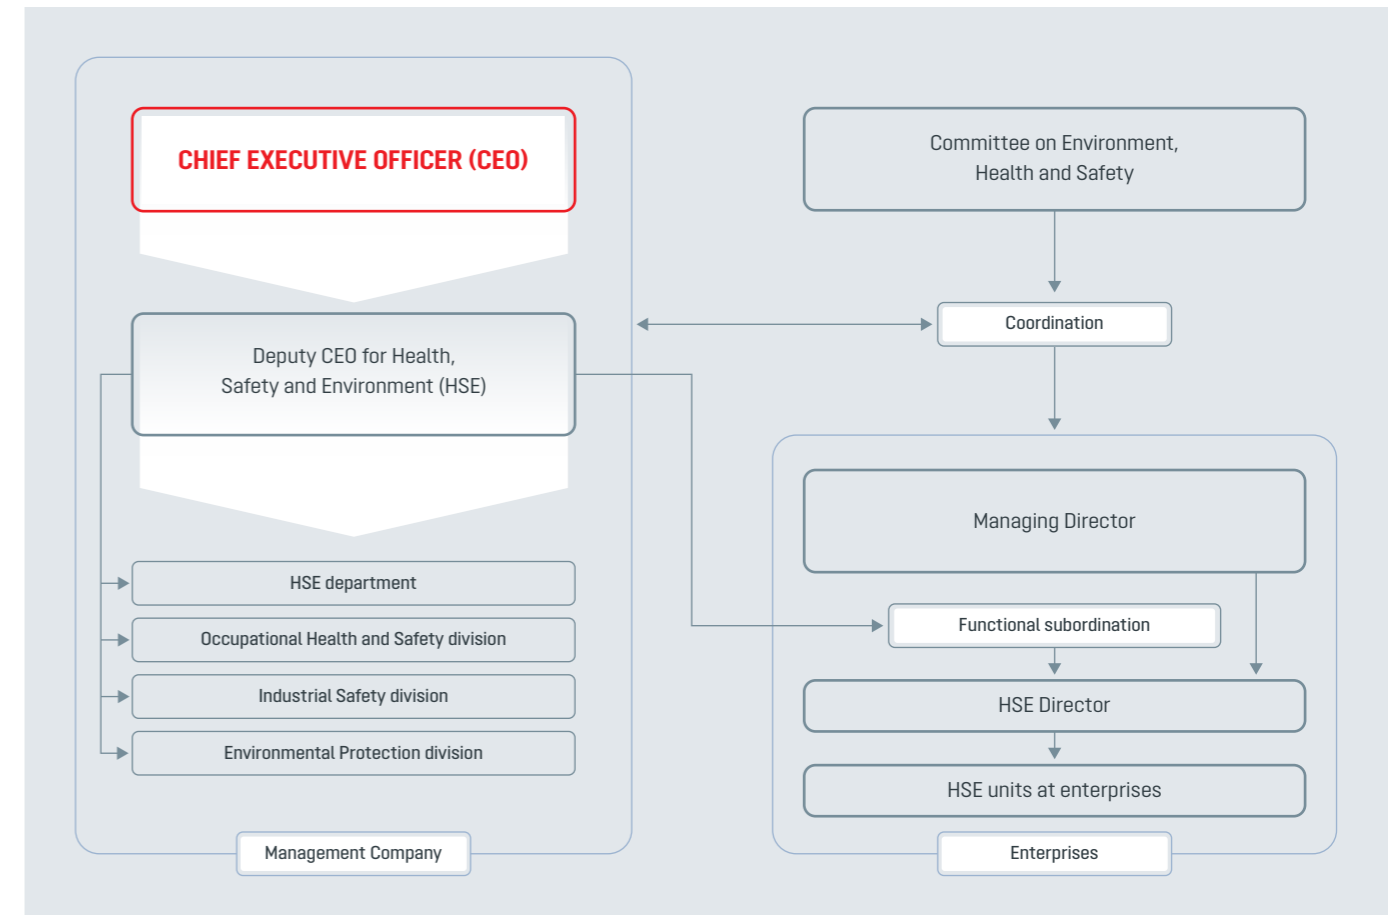 CHIEF EXECUTIVE OFFICER (CEO)
Deputy CEO for Health,
Safety and Environment (HSE)
HSE department
Occupational Health and Safety division
Industrial Safety division
Environmental Protection division
Management Company
Committee on Environment,
Health and Safety
Coordination
Managing Director
Functional subordination
HSE Director
HSE units at enterprises
Enterprises